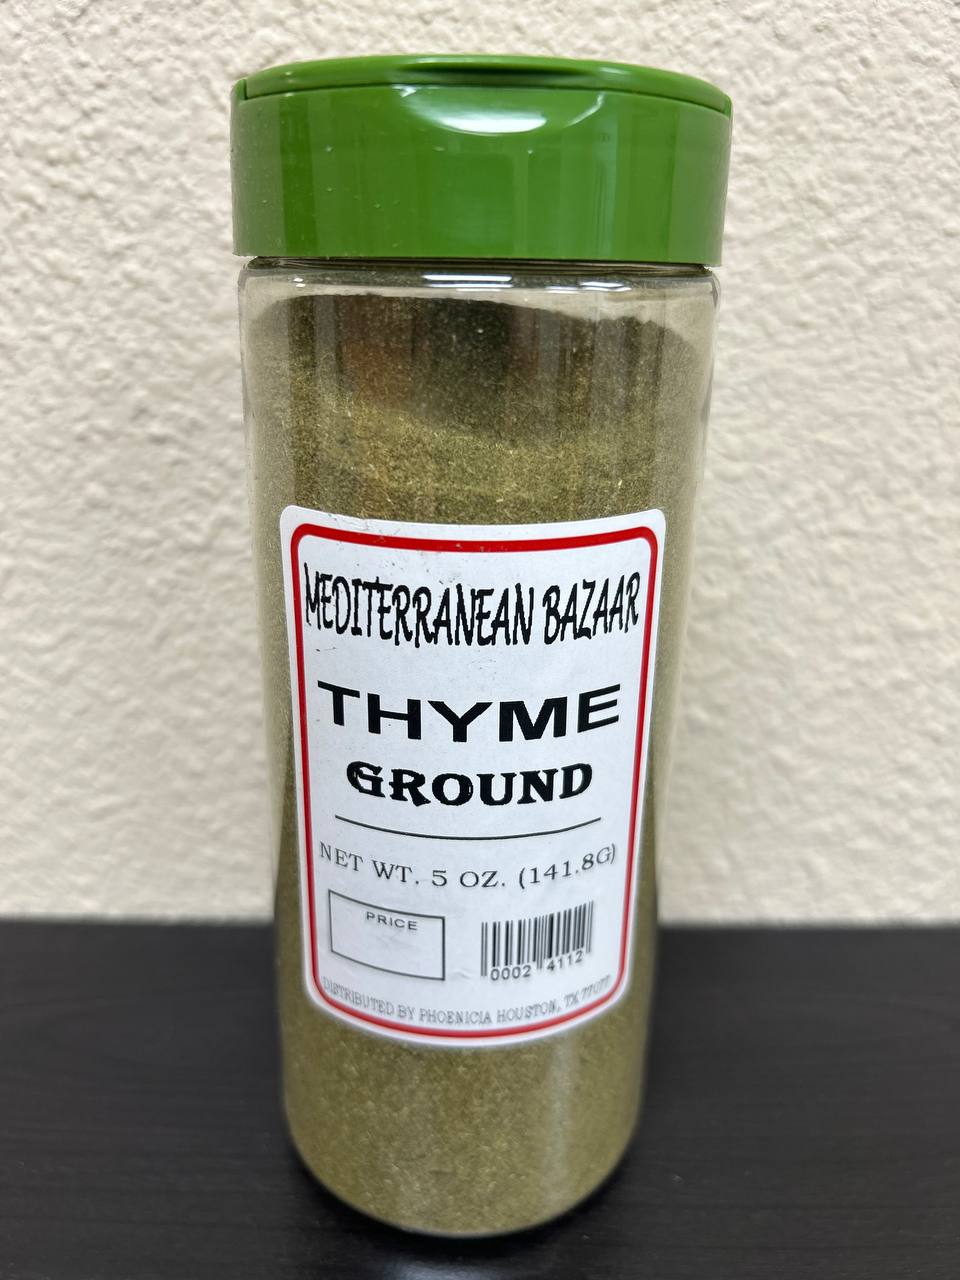 MEDITERRANEAN BAZAAR
THYME
GROUND
NET WT. 5 OZ. (141.8G)
PRICE
0002 4112
DISTRIBUTED BY PHOENICIA HOUSTON, TX 77077